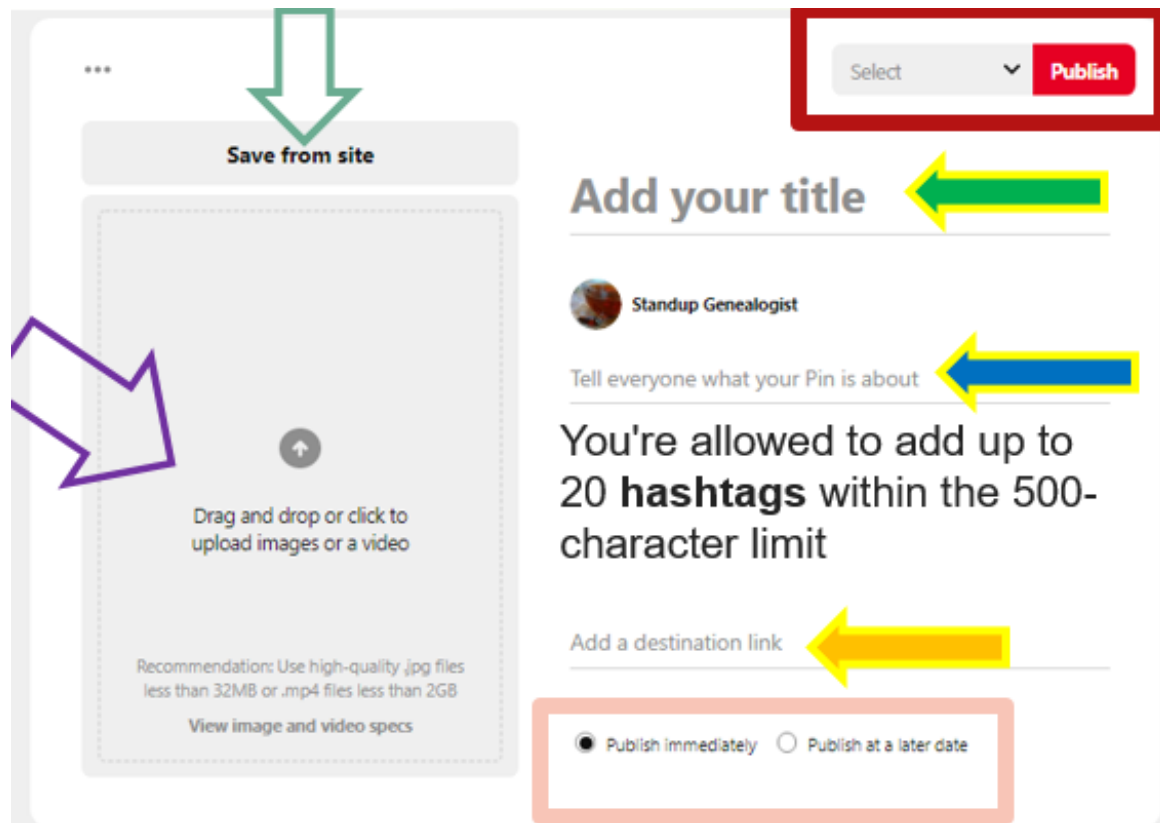 Select
Publish
Save from site
Add your title
Standup Genealogist
Tell everyone what your Pin is about
You're allowed to add up to
20 hashtags within the 500-
character limit
Drag and drop or click to
upload images or a video
Add a destination link
Recommendation: Use high-quality .jpg files
less than 32MB or .mp4 files less than 2GB
View image and video specs
Publish immediately
Publish at a later date